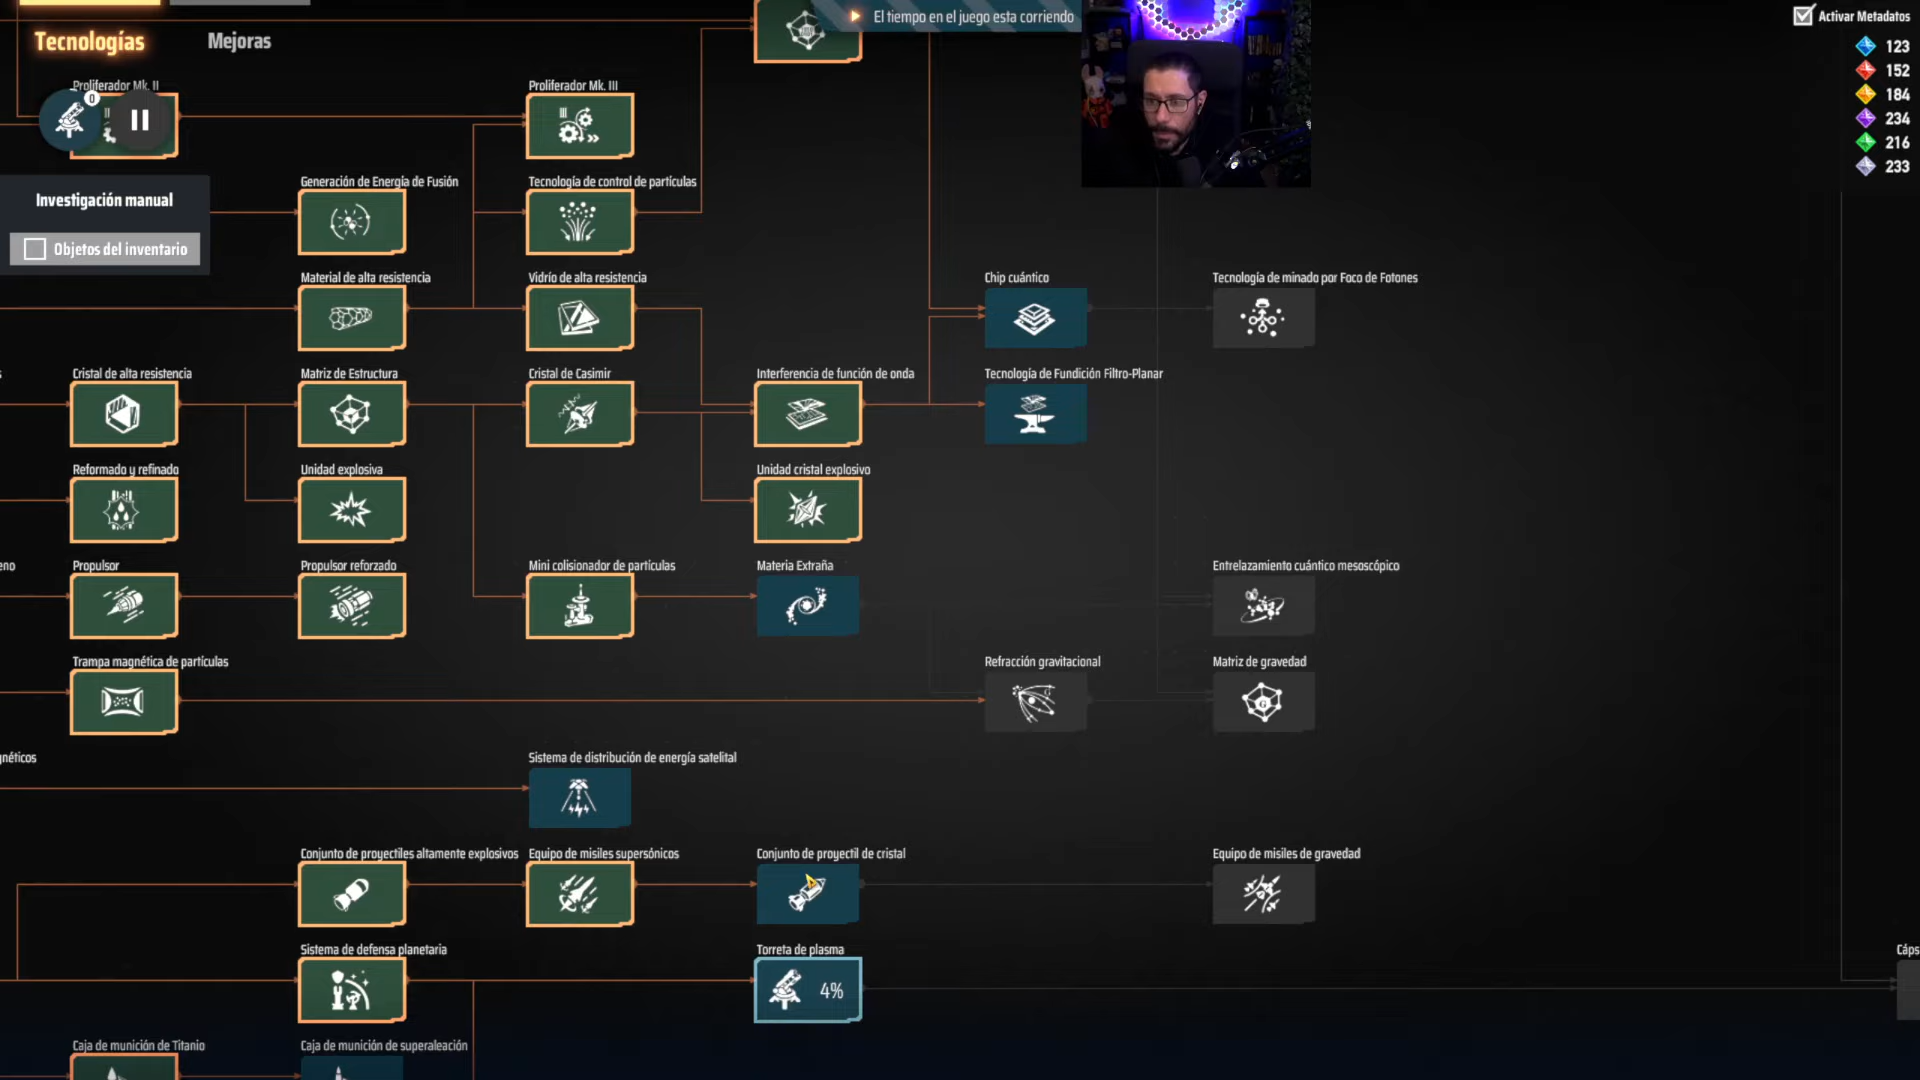 El tiempo en el juego esta corriendo
Activar Metadatos
Tecnologías
Mejoras
123
152
184
234
216
233
Proliferador Mk. II
0
Proliferador Mk. III
III
Investigación manual
Objetos del inventario
Generación de Energía de Fusión
Tecnología de control de partículas
Material de alta resistencia
Vidrío de alta resistencia
Chip cuántico
Tecnología de minado por Foco de Fotones
s
Cristal de alta resistencia
Matriz de Estructura
Cristal de Casimir
Interferencia de función de onda
Tecnología de Fundición Filtro-Planar
Reformado y refinado
Unidad explosiva
Unidad cristal explosivo
eno
Propulsor
Propulsor reforzado
Mini colisionador de partículas
Materia Extraña
Entrelazamiento cuántico mesoscópico
Trampa magnética de partículas
Refracción gravitacional
Matriz de gravedad
G
gnéticos
Sistema de distribución de energía satelital
Conjunto de proyectiles altamente explosivos
Equipo de misiles supersónicos
Conjunto de proyectil de cristal
Equipo de misiles de gravedad
Sistema de defensa planetaria
Torreta de plasma
4%
Cáps
Caja de munición de Titanio
Caja de munición de superaleación